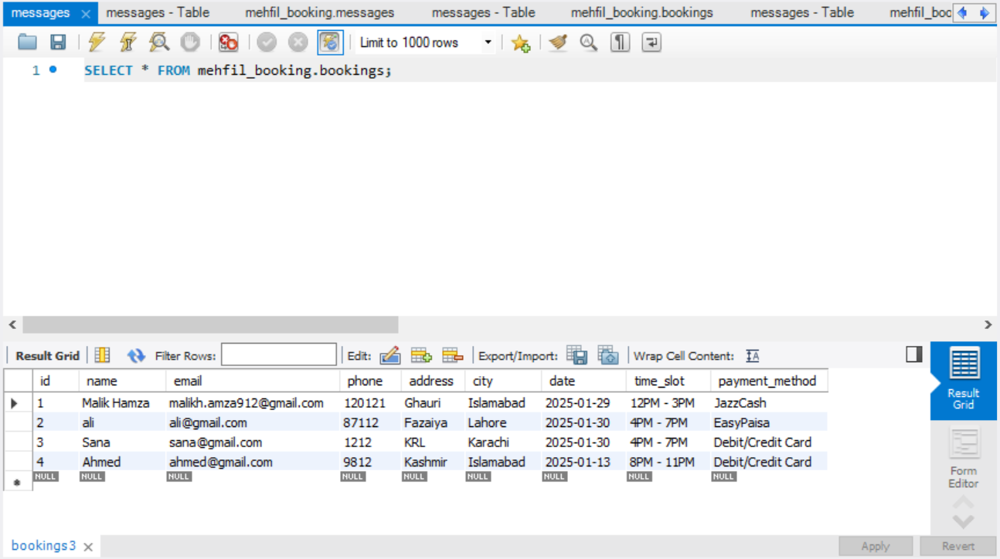 messages messages - Table mehfil_booking.messages messages - Table mehfil_booking.bookings messages - Table mehfil_boo
Limit to 1000 rows
1 SELECT * FROM mehfil_booking.bookings;
Result Grid Filter Rows: Edit: Export/Import: Wrap Cell Content:
id name email phone address city date time_slot payment_method
1 Malik Hamza malikh.amza912@gmail.com 120121 Ghauri Islamabad 2025-01-29 12PM - 3PM JazzCash
2 ali ali@gmail.com 87112 Fazaiya Lahore 2025-01-30 4PM - 7PM EasyPaisa
3 Sana sana@gmail.com 1212 KRL Karachi 2025-01-30 4PM - 7PM Debit/Credit Card
4 Ahmed ahmed@gmail.com 9812 Kashmir Islamabad 2025-01-13 8PM - 11PM Debit/Credit Card
NULL NULL NULL NULL NULL NULL NULL NULL NULL
Result
Grid
Form
Editor
bookings3 Apply Revert